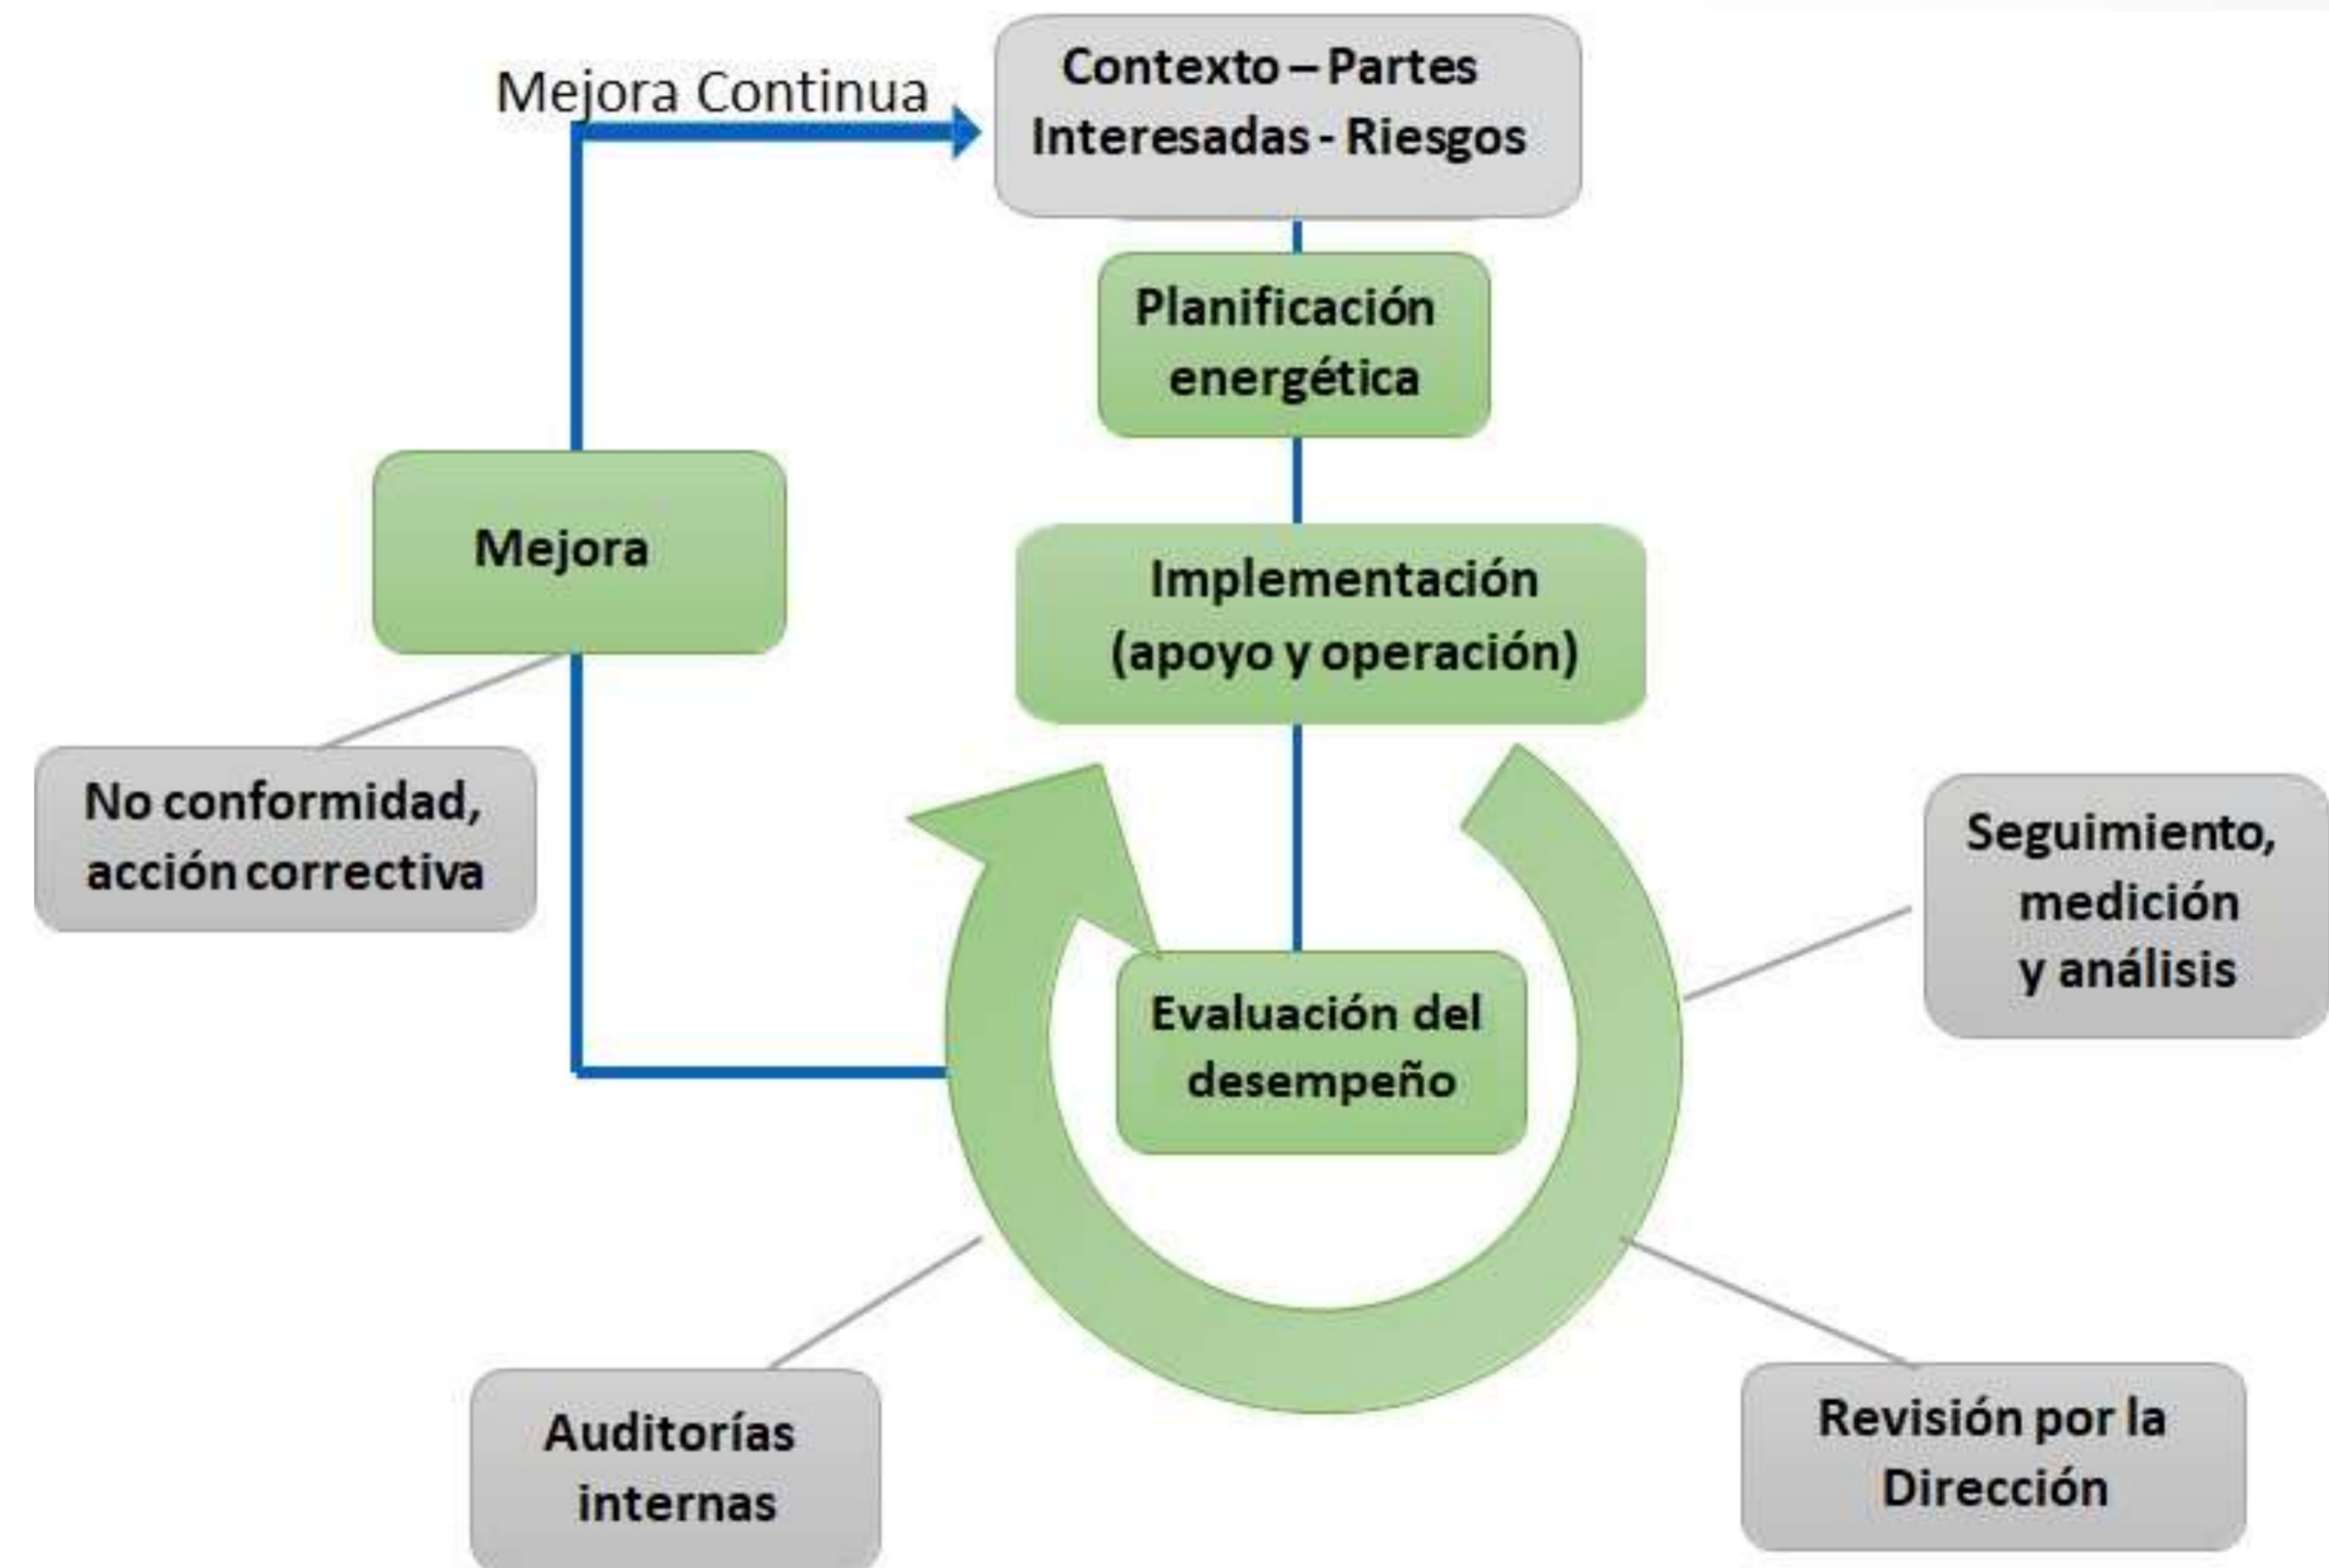 Mejora Continua
Contexto – Partes
Interesadas - Riesgos
Planificación
energética
Mejora
Implementación
(apoyo y operación)
No conformidad,
acción correctiva
Seguimiento,
medición
y análisis
Evaluación del
desempeño
Auditorías
internas
Revisión por la
Dirección